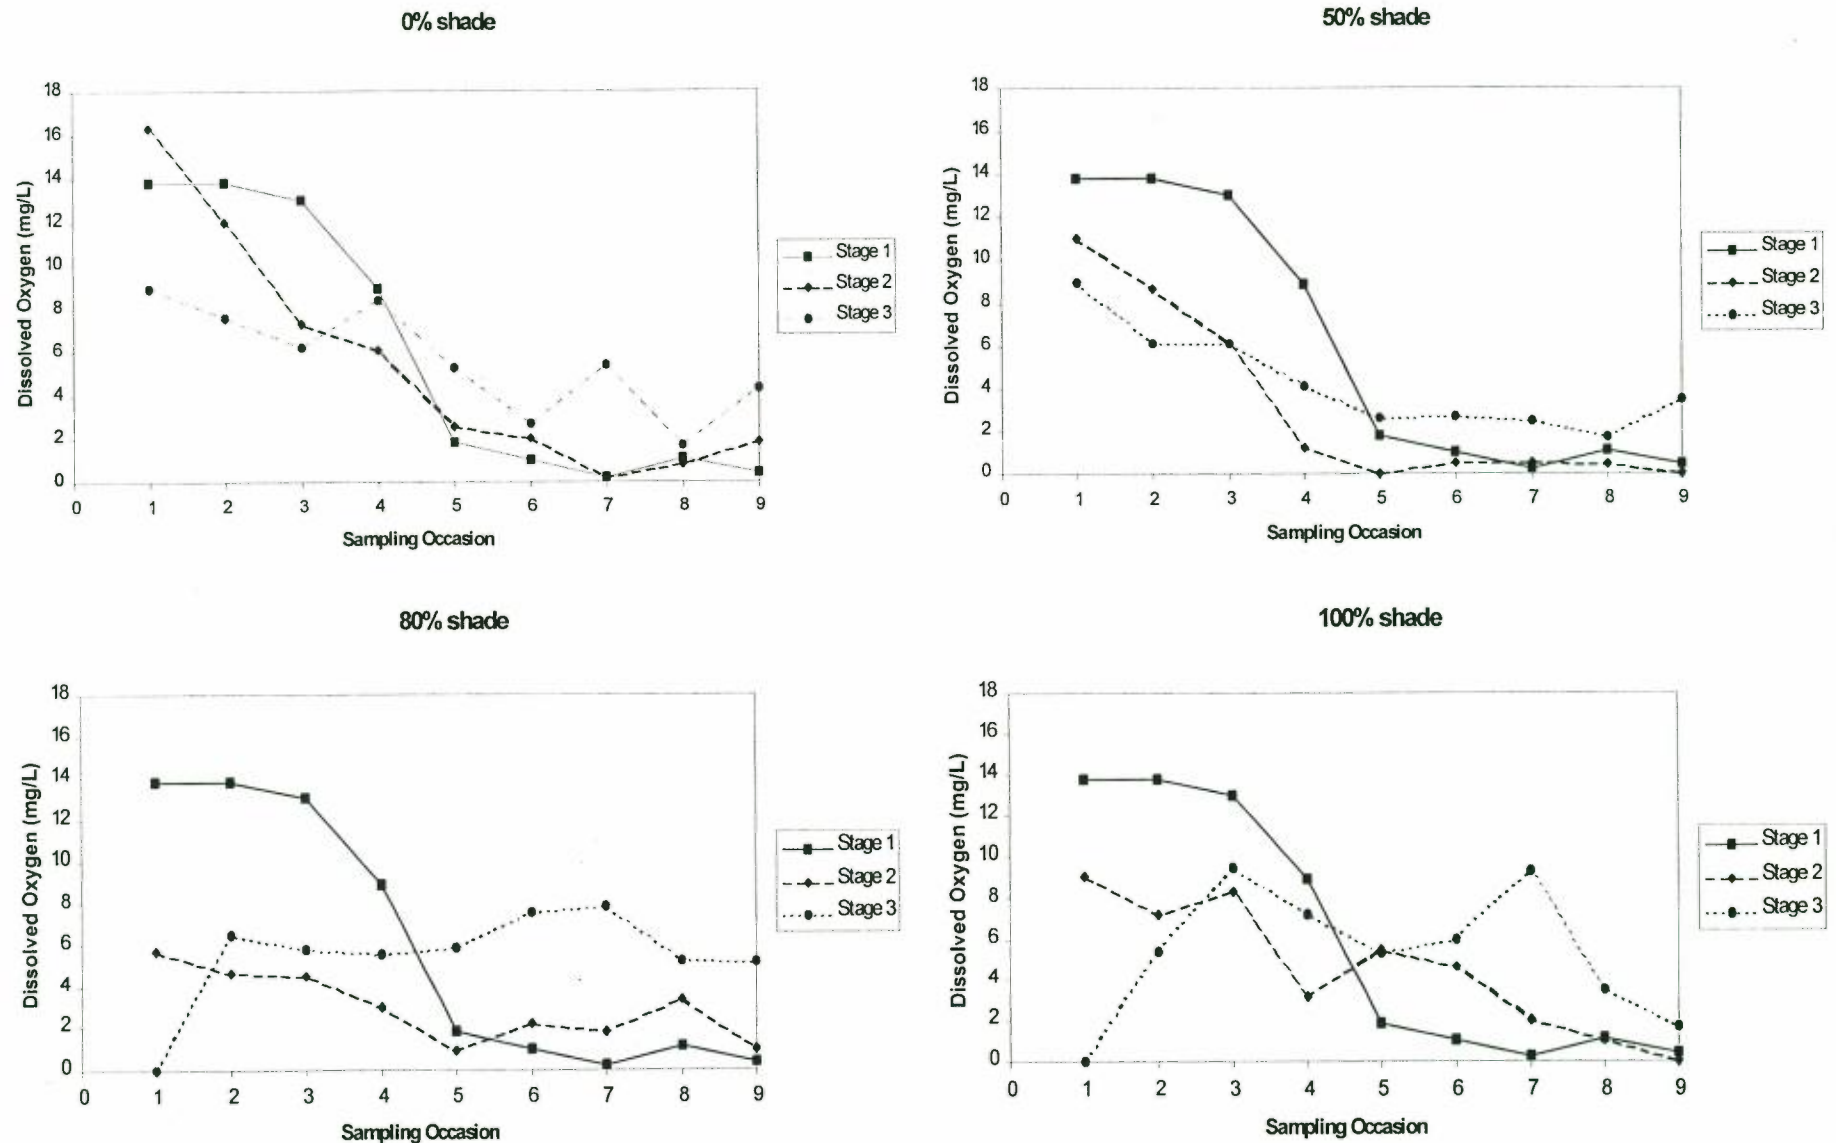 0% shade
18
16
14
12
10
8
6
4
2
0
Dissolved Oxygen (mg/L)
0 1 2 3 4 5 6 7 8 9
Sampling Occasion
Stage 1
Stage 2
Stage 3
50% shade
18
16
14
12
10
8
6
4
2
0
Dissolved Oxygen (mg/L)
0 1 2 3 4 5 6 7 8 9
Sampling Occasion
Stage 1
Stage 2
Stage 3
80% shade
18
16
14
12
10
8
6
4
2
0
Dissolved Oxygen (mg/L)
0 1 2 3 4 5 6 7 8 9
Sampling Occasion
Stage 1
Stage 2
Stage 3
100% shade
18
16
14
12
10
8
6
4
2
0
Dissolved Oxygen (mg/L)
0 1 2 3 4 5 6 7 8 9
Sampling Occasion
Stage 1
Stage 2
Stage 3